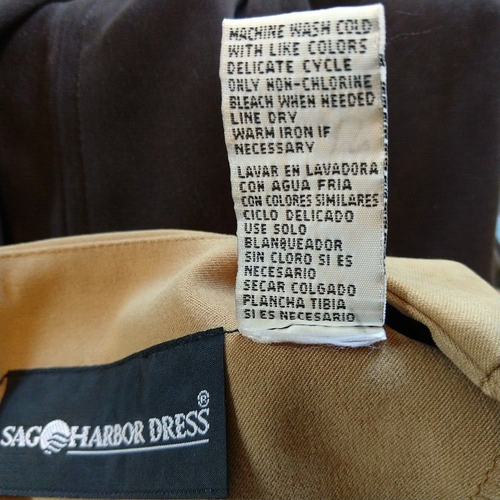 MACHINE WASH COLD
WITH LIKE COLORS
DELICATE CYCLE
ONLY NON-CHLORINE
BLEACH WHEN NEEDED
LINE DRY
WARM IRON IF
NECESSARY
LAVAR EN LAVADORA
CON AGUA FRIA
CON COLORES SIMILARES
CICLO DELICADO
USE SOLO
BLANQUEADOR
SIN CLORO SI ES
NECESARIO
SECAR COLGADO
PLANCHA TIBIA
SI ES NECESARIO
SAG HARBOR DRESS®